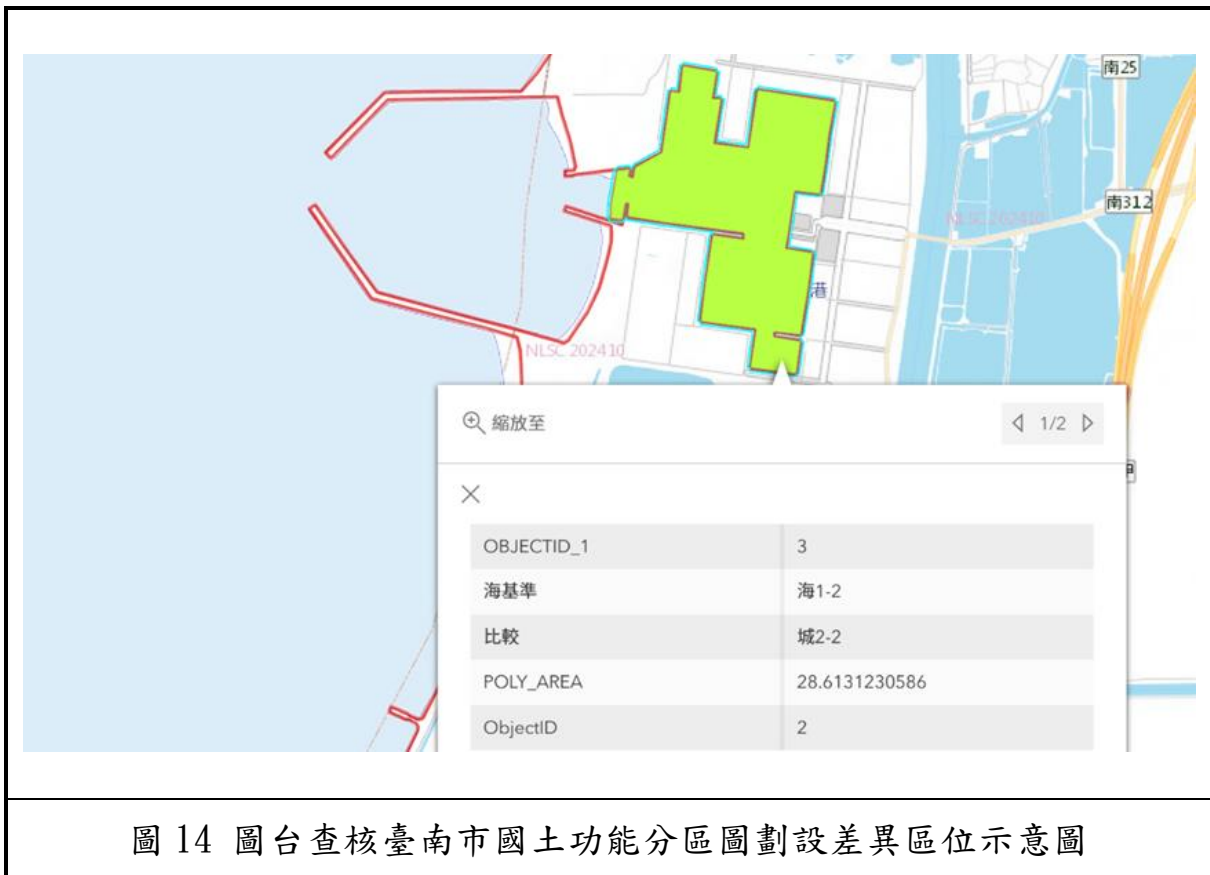 南25
南312
NLSC 202410
港
NLSC 202410
縮放至
1/2
OBJECTID_1 3
海基準 海1-2
比較 城2-2
POLY_AREA 28.6131230586
ObjectID 2
圖 14 圖台查核臺南市國土功能分區圖劃設差異區位示意圖